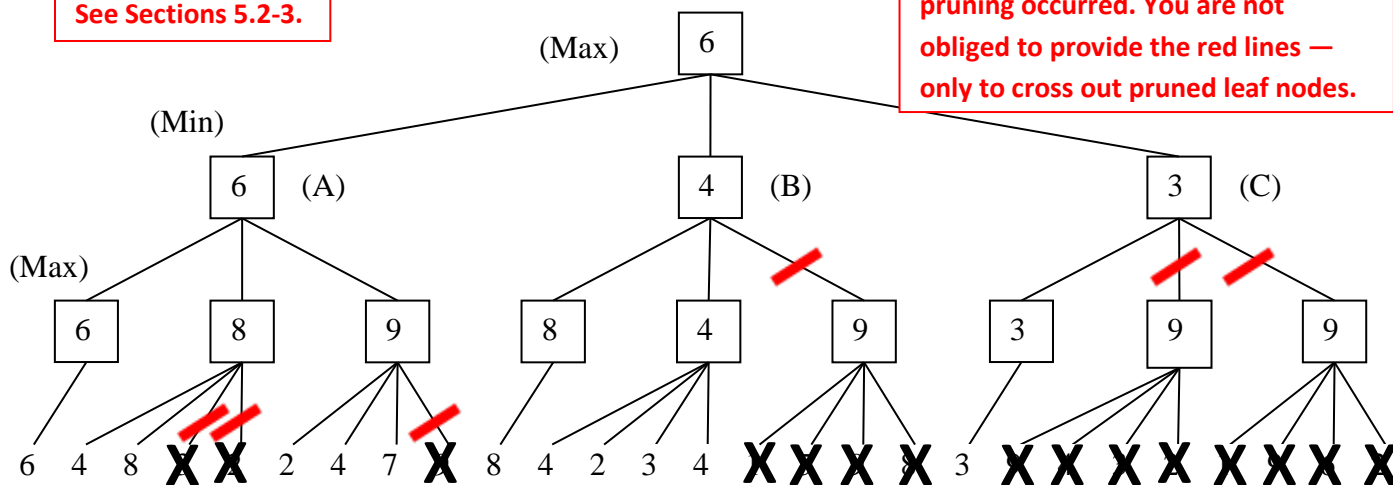 See Sections 5.2-3.
pruning occurred. You are not
obliged to provide the red lines —
only to cross out pruned leaf nodes.
(Max) 6
(Min)
6 (A) 4 (B) 3 (C)
(Max)
6 8 9 8 4 9 3 9 9
6 4 8 X X 2 4 7 X 8 4 2 3 4 X X X X 3 X X X X X X X X